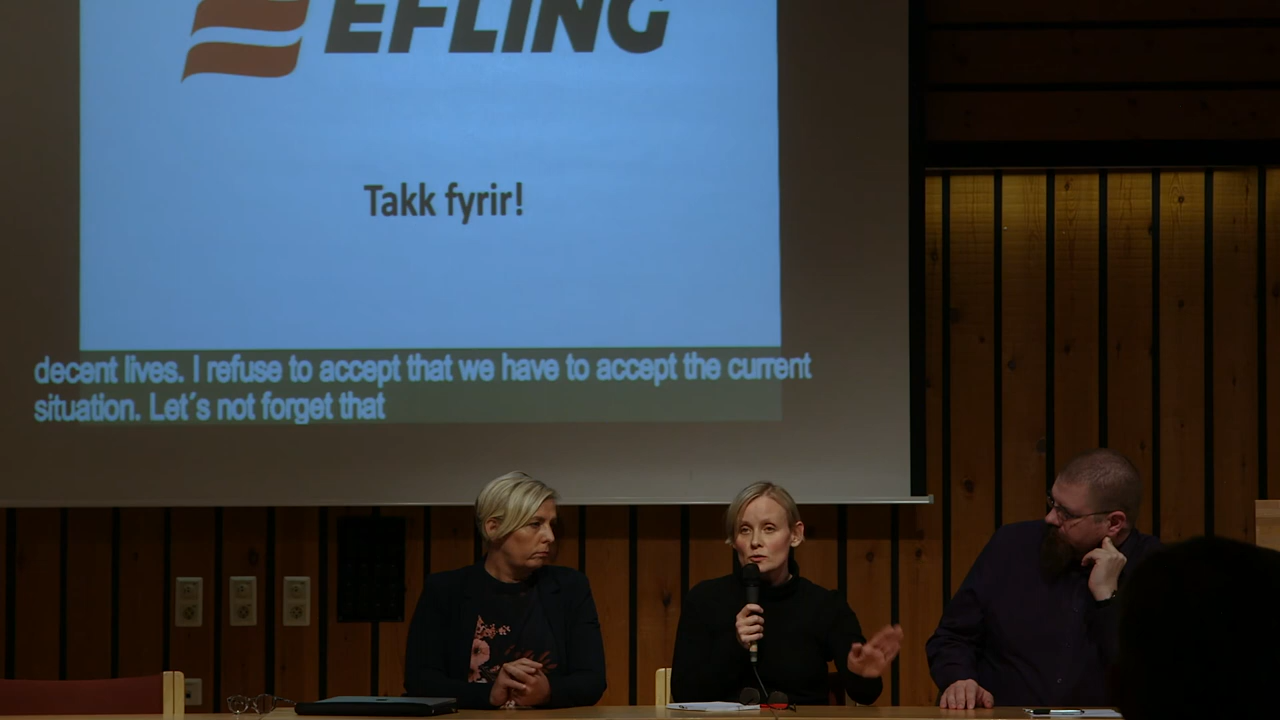 EFLING
Takk fyrir!
decent lives. I refuse to accept that we have to accept the current
situation. Let´s not forget that